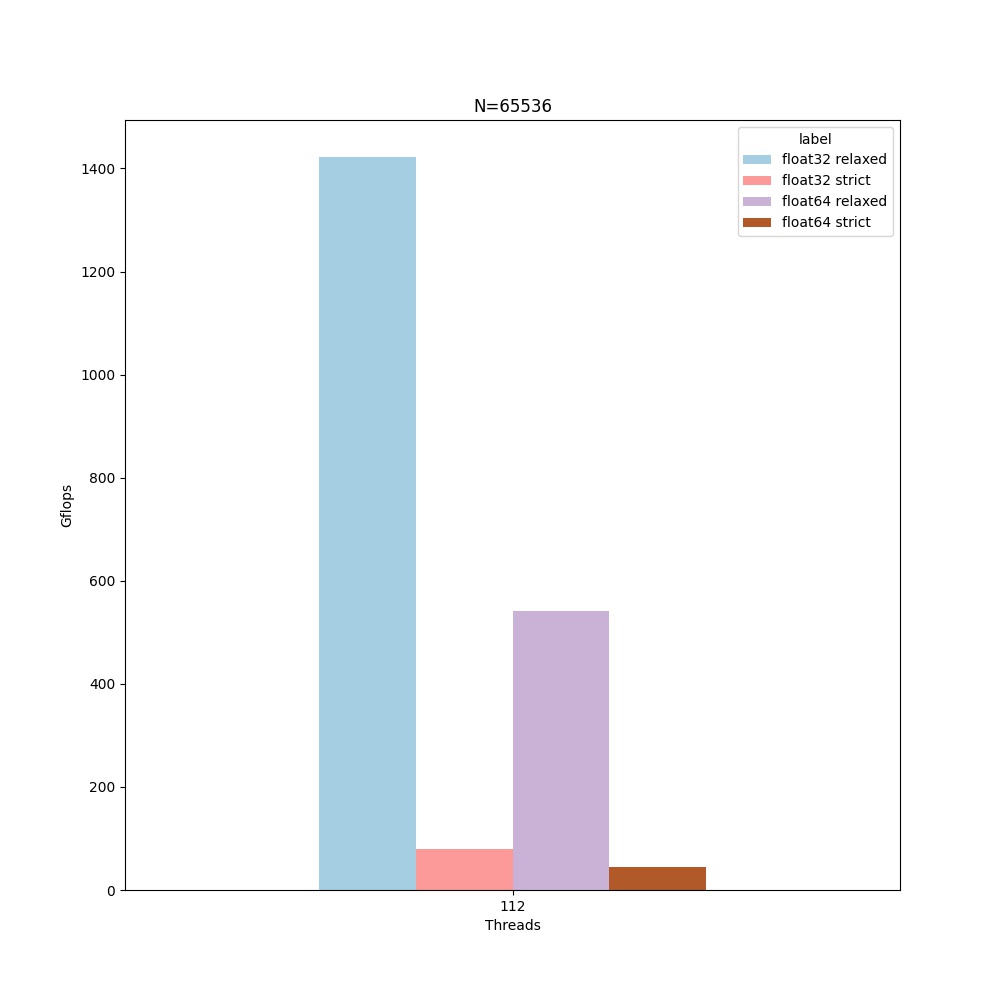 N=65536
label
float32 relaxed
float32 strict
float64 relaxed
float64 strict
1400
1200
1000
800
600
400
200
0
Gflops
112
Threads